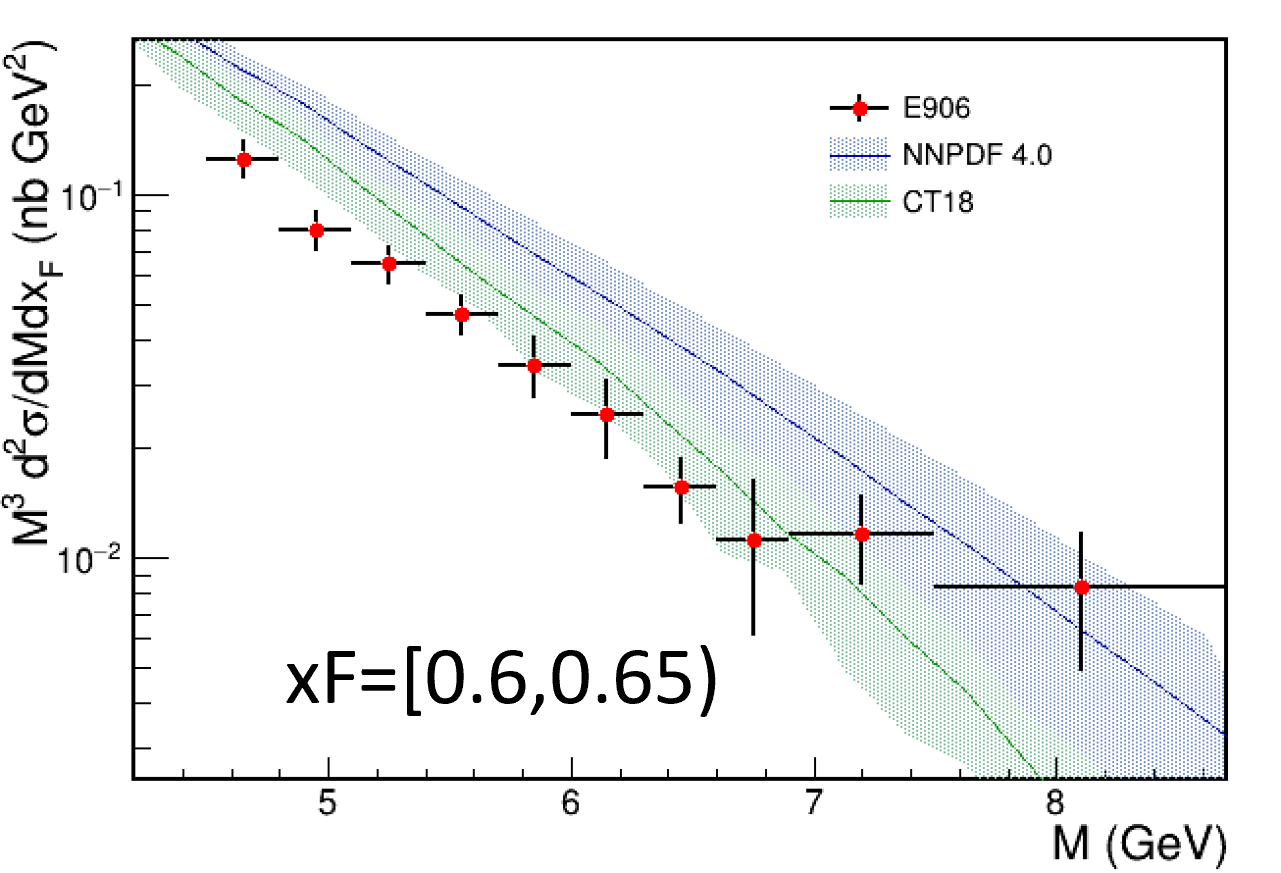 M³ d²σ/dMdx_F (nb GeV²)
10⁻¹
10⁻²
E906
NNPDF 4.0
CT18
xF=[0.6,0.65)
5 6 7 8
M (GeV)